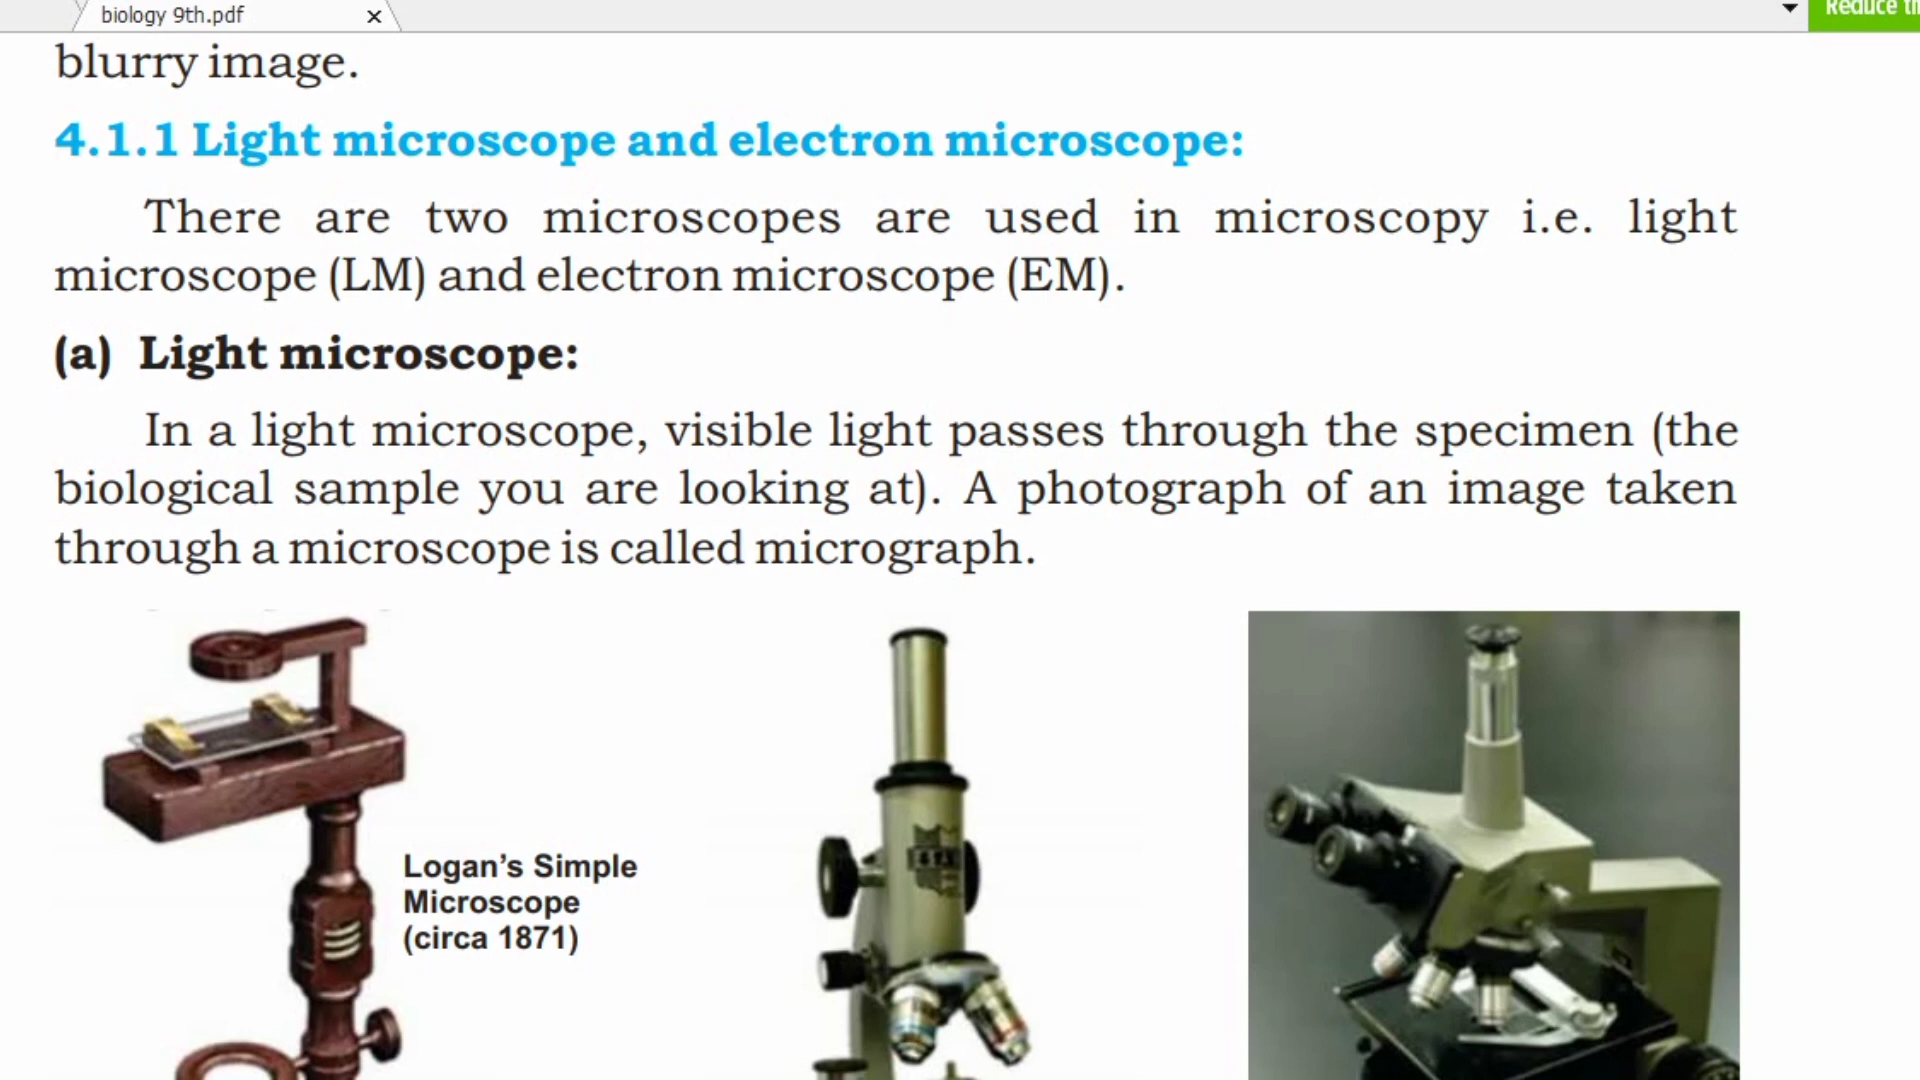 biology 9th.pdf
blurry image.
4.1.1 Light microscope and electron microscope:
There are two microscopes are used in microscopy i.e. light
microscope (LM) and electron microscope (EM).
(a) Light microscope:
In a light microscope, visible light passes through the specimen (the
biological sample you are looking at). A photograph of an image taken
through a microscope is called micrograph.
Logan’s Simple
Microscope
(circa 1871)